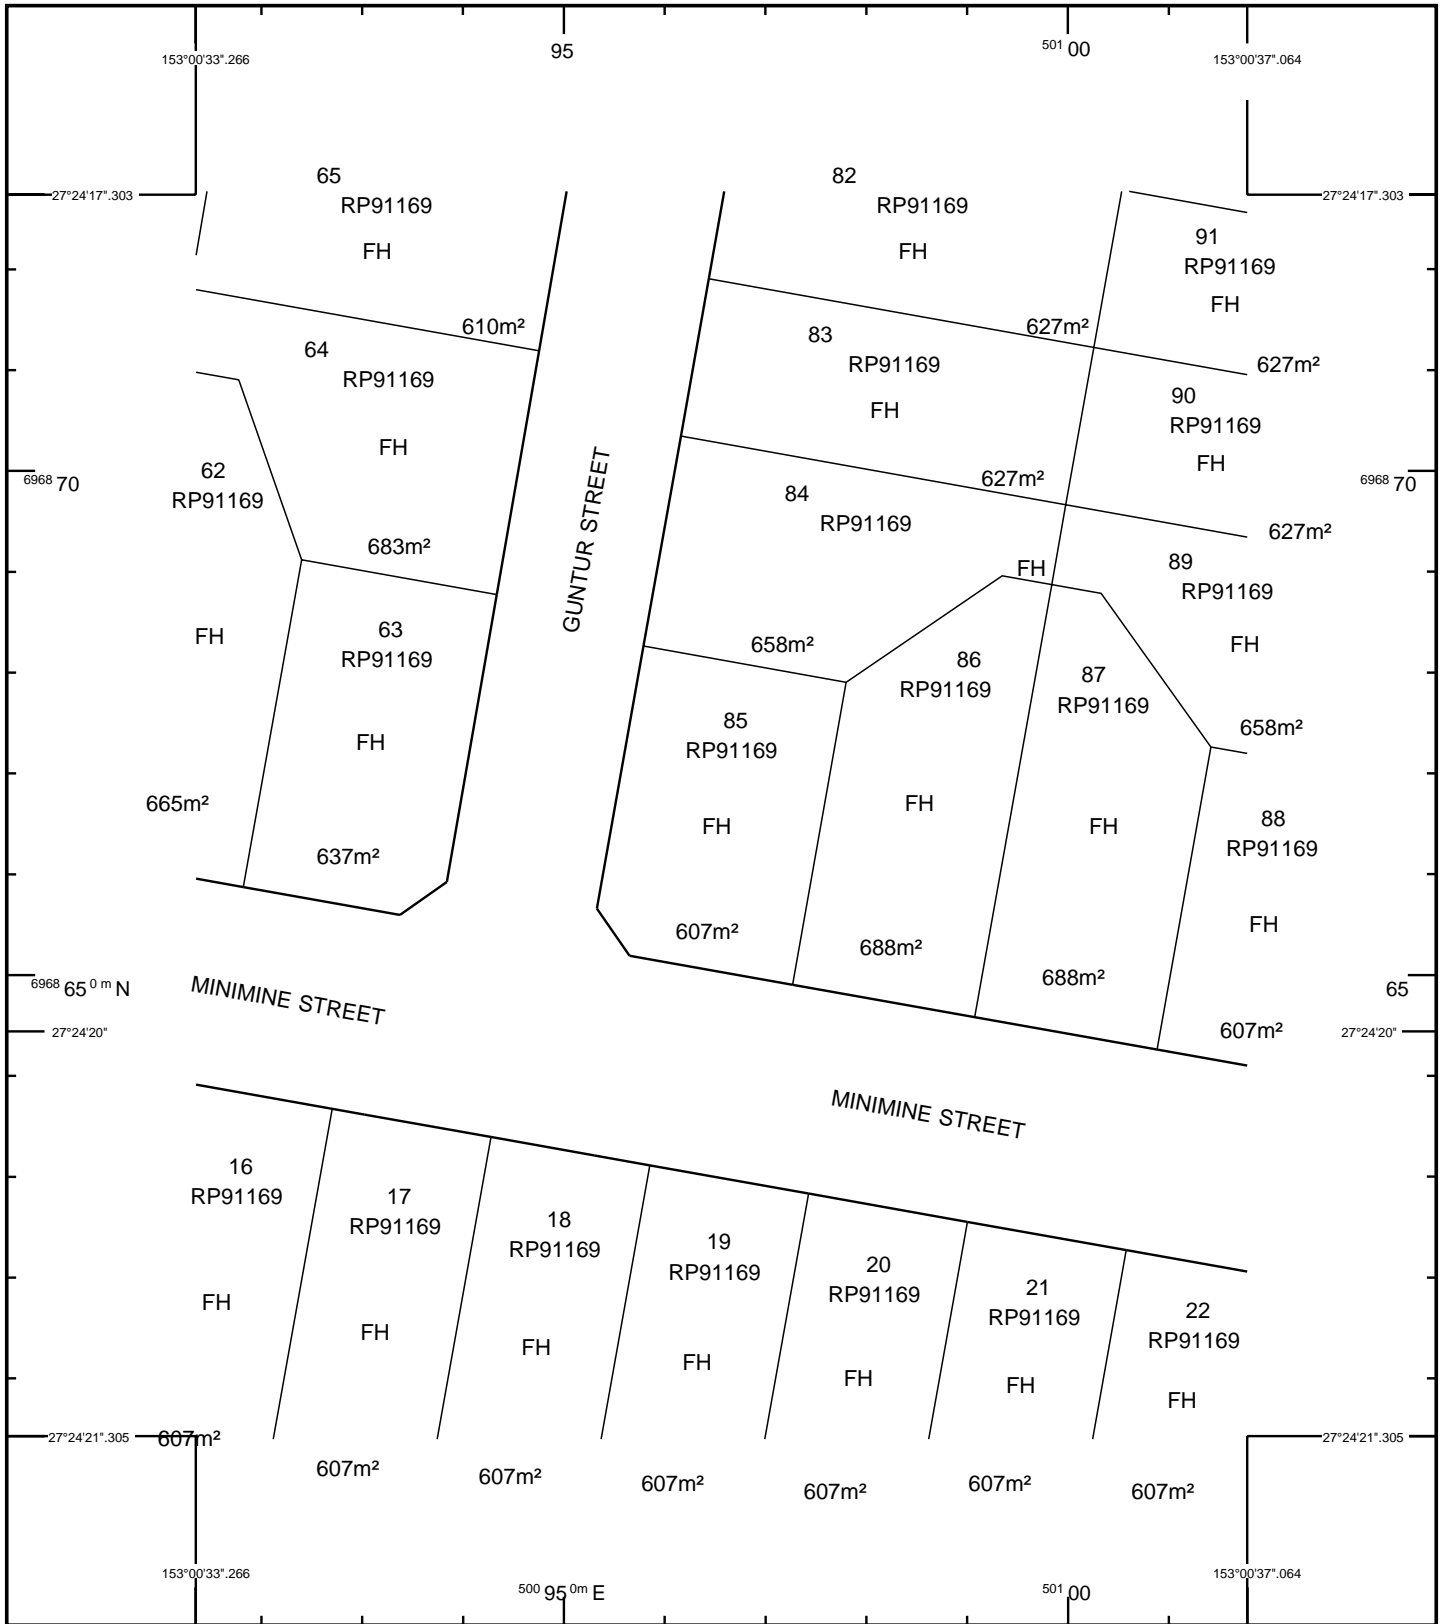 95
501 00
153°00'33".266
153°00'37".064
65
82
27°24'17".303
27°24'17".303
RP91169
RP91169
91
FH
FH
RP91169
FH
610m²
627m²
83
64
RP91169
627m²
RP91169
90
FH
RP91169
FH
FH
62
6968 70
6968 70
RP91169
627m²
84
GUNTUR STREET
RP91169
627m²
683m²
89
FH
RP91169
63
FH
658m²
FH
RP91169
86
87
RP91169
RP91169
85
658m²
RP91169
FH
665m²
FH
88
FH
FH
RP91169
637m²
FH
607m²
688m²
688m²
6968 65 0 m N
MINIMINE STREET
65
27°24'20"
607m²
27°24'20"
MINIMINE STREET
16
RP91169
17
RP91169
18
RP91169
19
RP91169
20
RP91169
21
RP91169
22
RP91169
FH
FH
FH
FH
FH
FH
FH
27°24'21".305
607m²
27°24'21".305
607m²
607m²
607m²
607m²
607m²
607m²
153°00'33".266
153°00'37".064
500 95 0m E
501 00